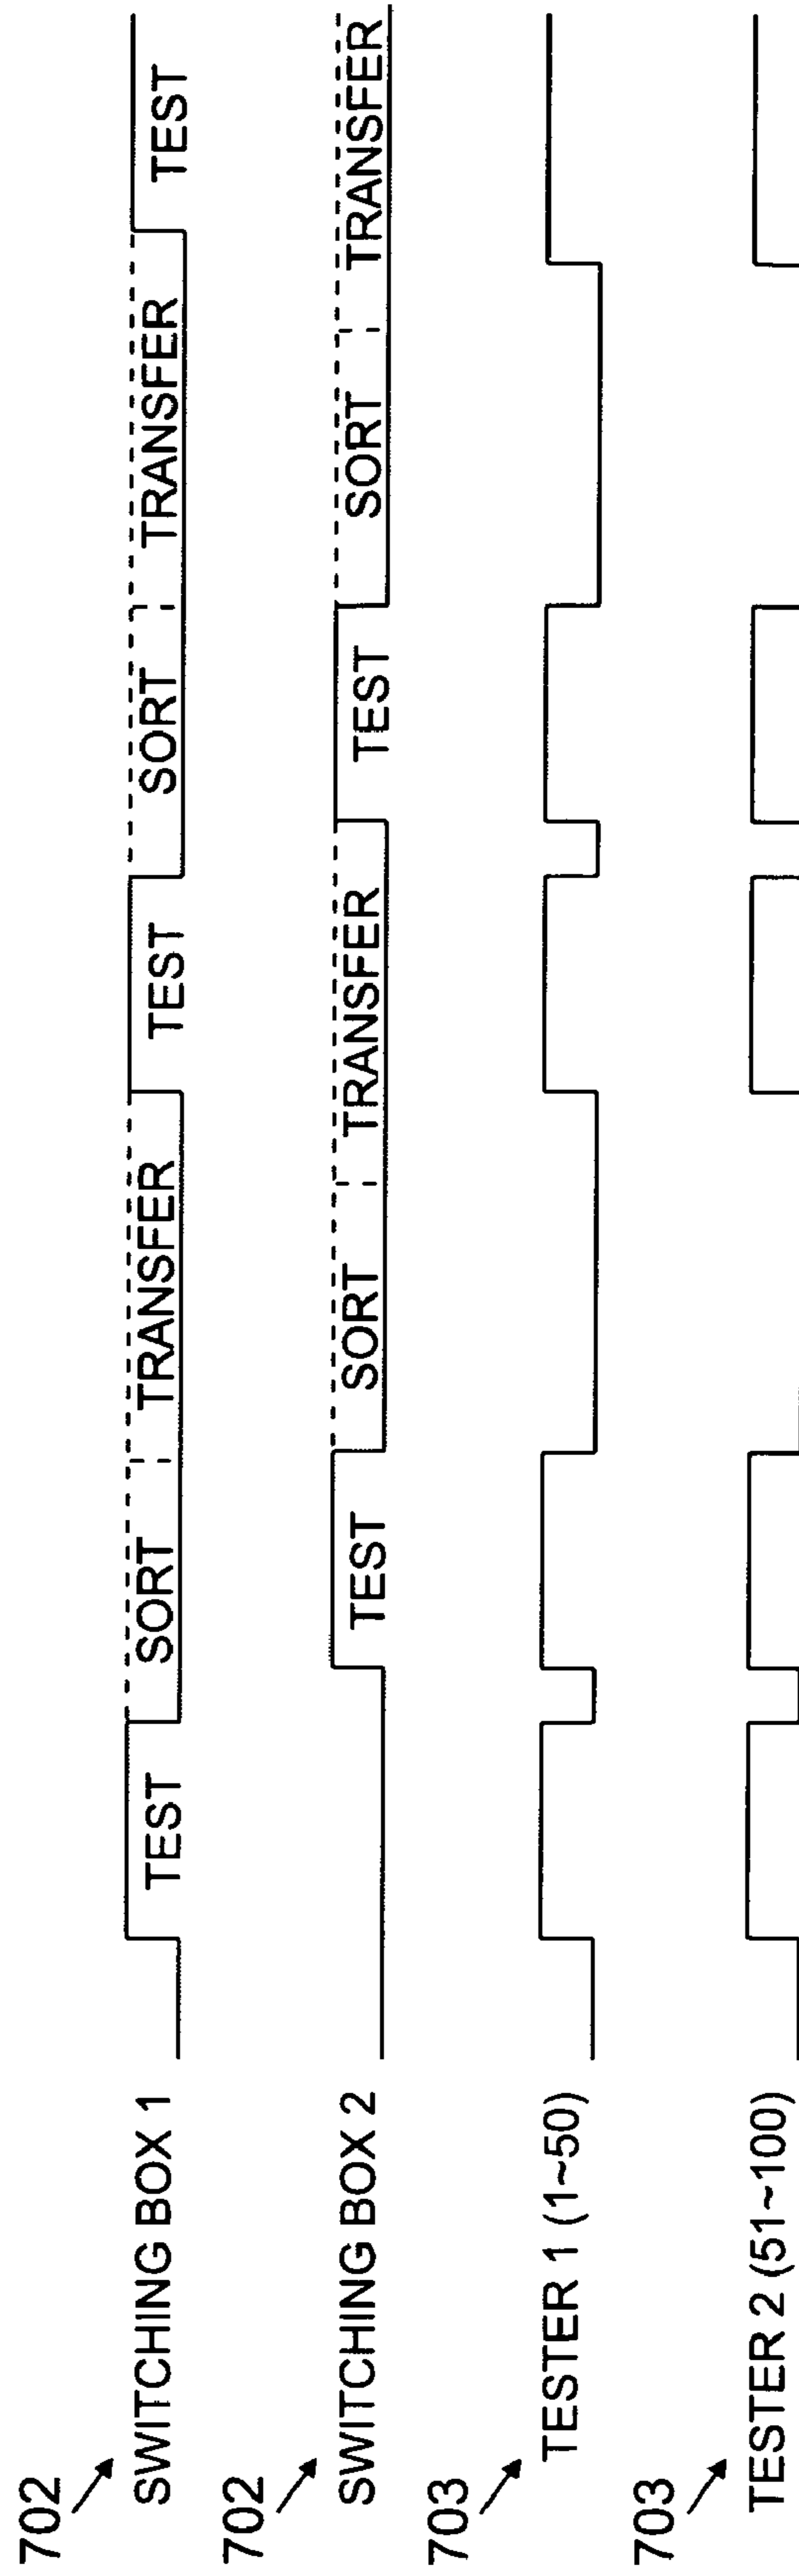 702
SWITCHING BOX 1
TEST SORT TRANSFER TEST SORT TRANSFER TEST
702
SWITCHING BOX 2
TEST SORT TRANSFER TEST SORT TRANSFER
703
TESTER 1 (1~50)
703
TESTER 2 (51~100)